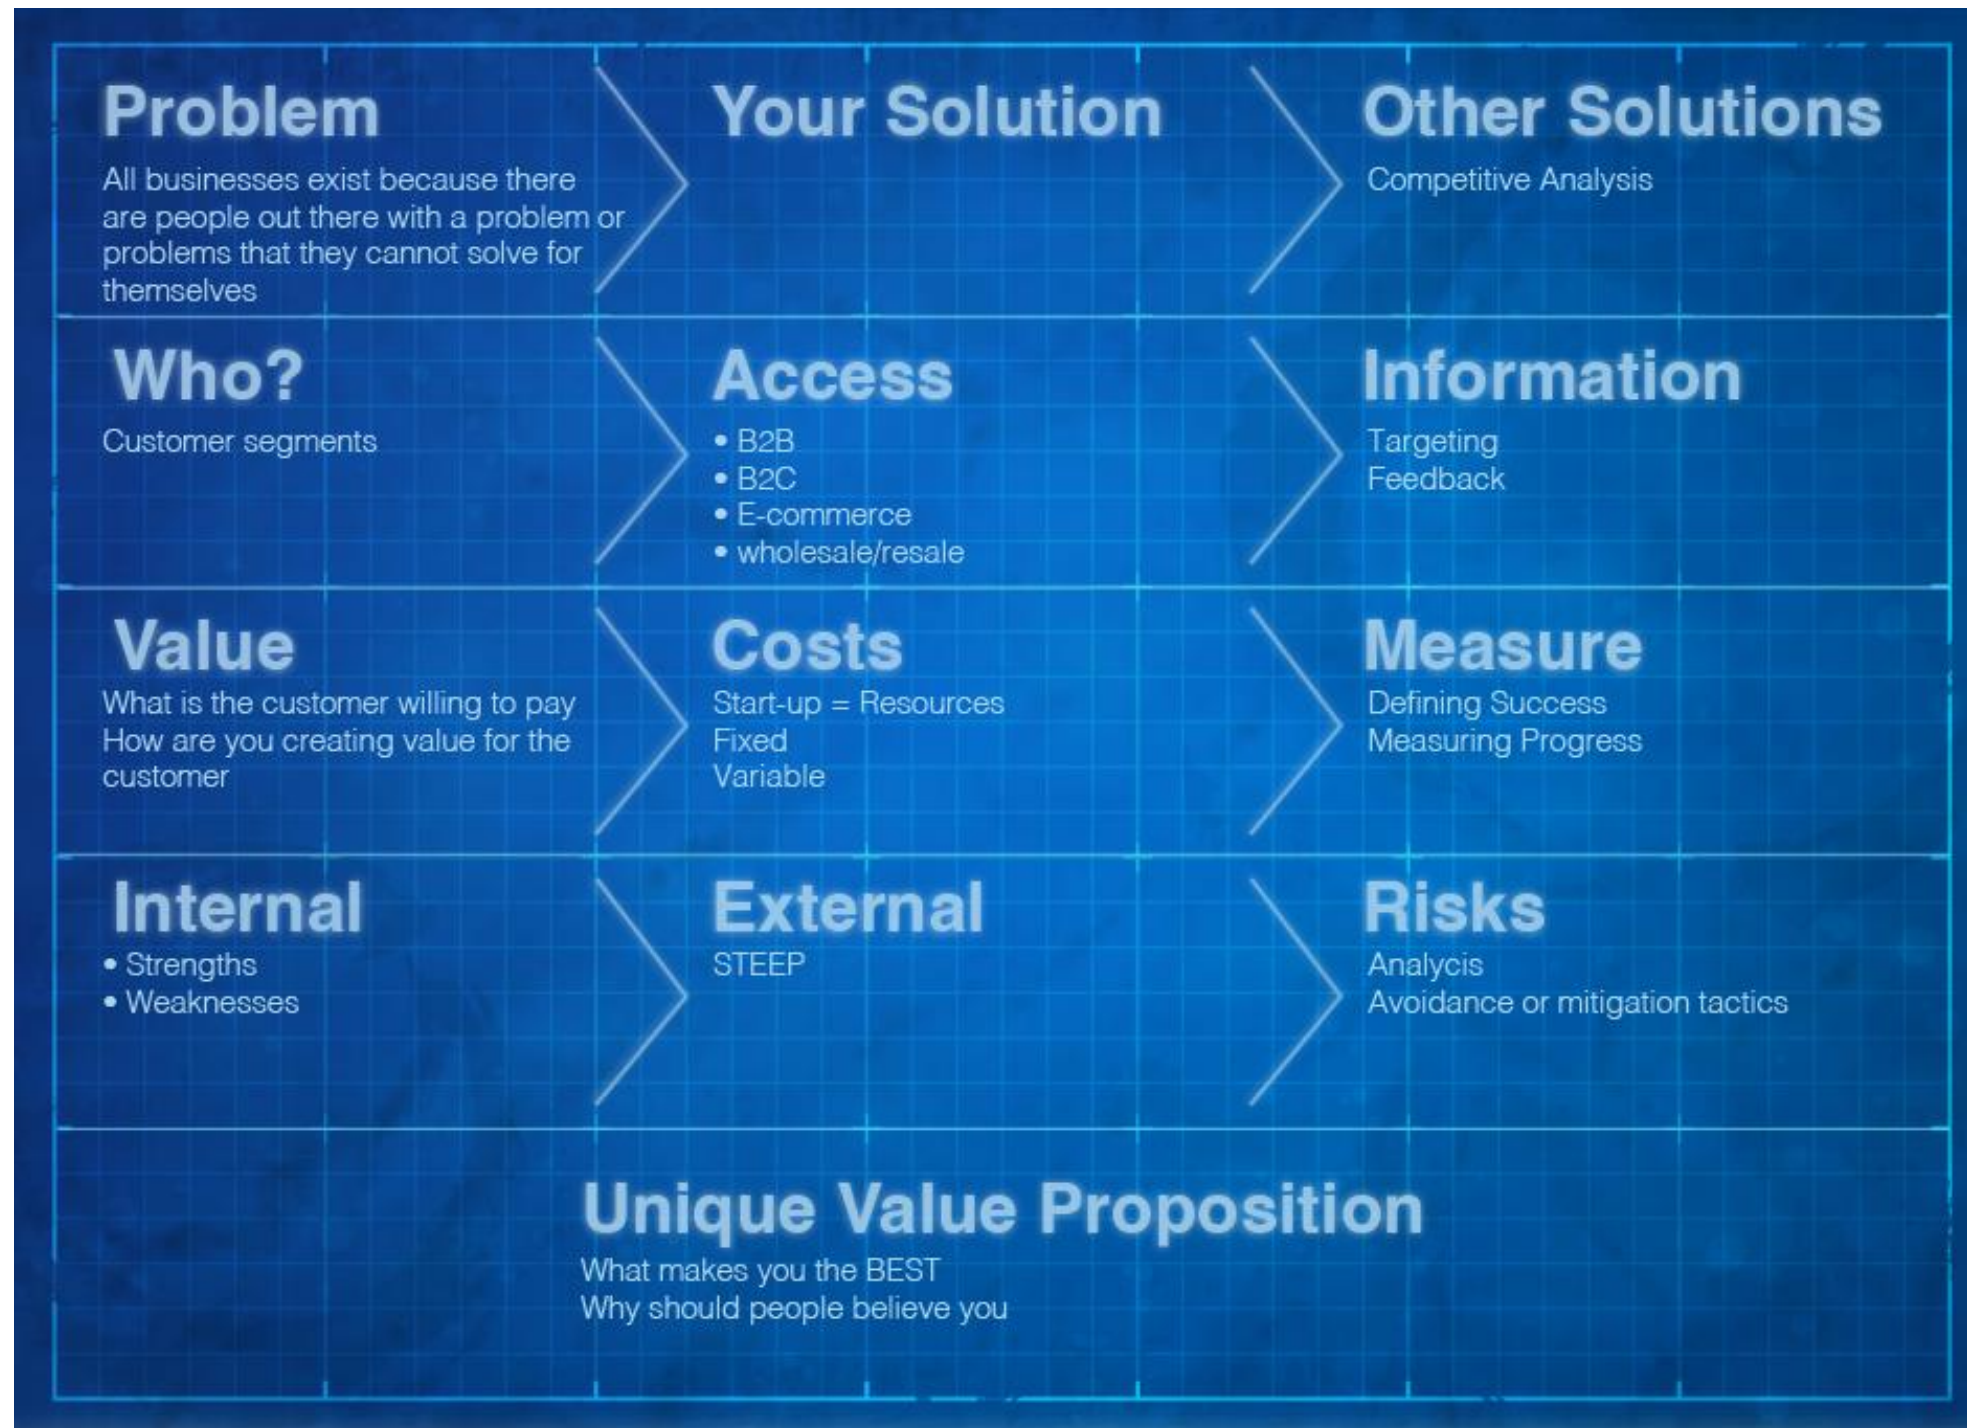 Problem
All businesses exist because there
are people out there with a problem or
problems that they cannot solve for
themselves
Your Solution
Other Solutions
Competitive Analysis
Who?
Customer segments
Access
• B2B
• B2C
• E-commerce
• wholesale/resale
Information
Targeting
Feedback
Value
What is the customer willing to pay
How are you creating value for the
customer
Costs
Start-up = Resources
Fixed
Variable
Measure
Defining Success
Measuring Progress
Internal
• Strengths
• Weaknesses
External
STEEP
Risks
Analycis
Avoidance or mitigation tactics
Unique Value Proposition
What makes you the BEST
Why should people believe you